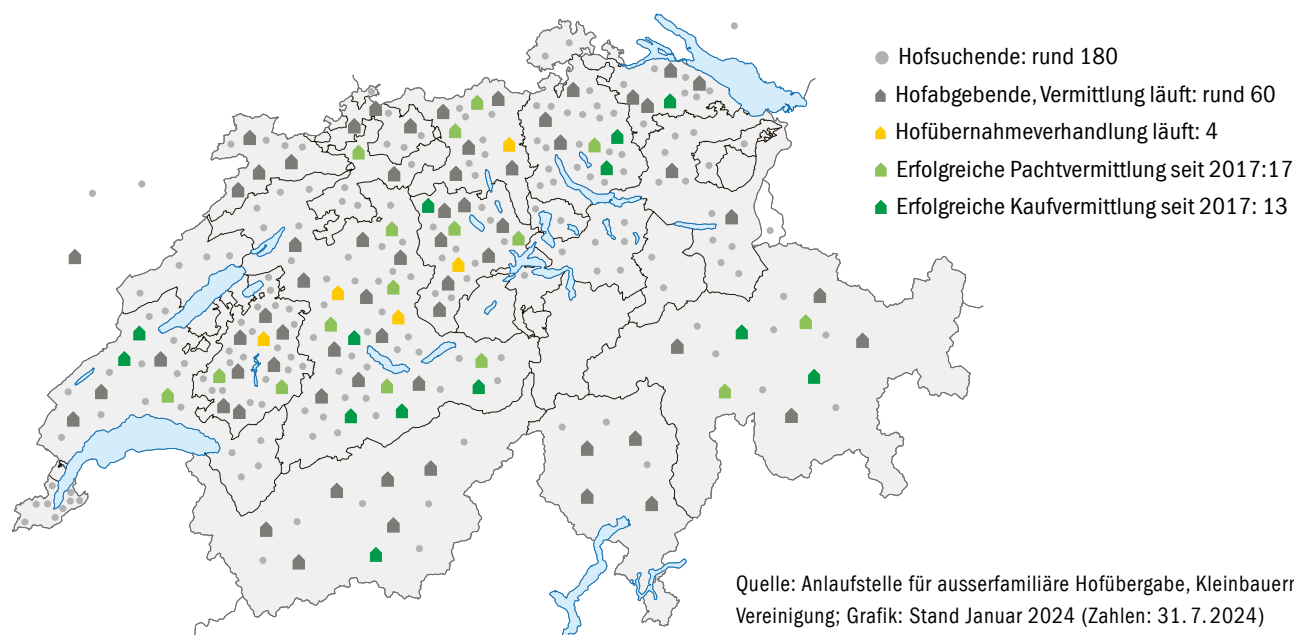 Hofsuchende: rund 180
Hofabgebende, Vermittlung läuft: rund 60
Hofübernahmeverhandlung läuft: 4
Erfolgreiche Pachtvermittlung seit 2017:17
Erfolgreiche Kaufvermittlung seit 2017: 13
Quelle: Anlaufstelle für ausserfamiliäre Hofübergabe, Kleinbauern
Vereinigung; Grafik: Stand Januar 2024 (Zahlen: 31.7.2024)